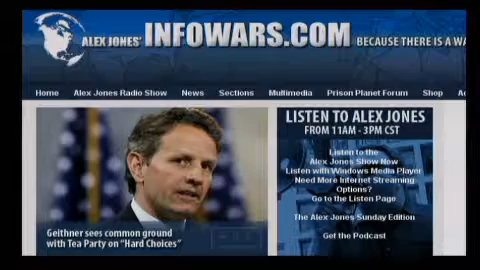 ALEX JONES' INFOWARS.COM BECAUSE THERE IS A WA
Home Alex Jones Radio Show News Sections Multimedia Prison Planet Forum Shop
LISTEN TO ALEX JONES
FROM 11AM - 3PM CST
Listen to the
Alex Jones Show Now
Listen with Windows Media Player
Need More Internet Streaming
Options?
Go to the Listen Page
The Alex Jones Sunday Edition
Get the Podcast
Geithner sees common ground
with Tea Party on "Hard Choices"